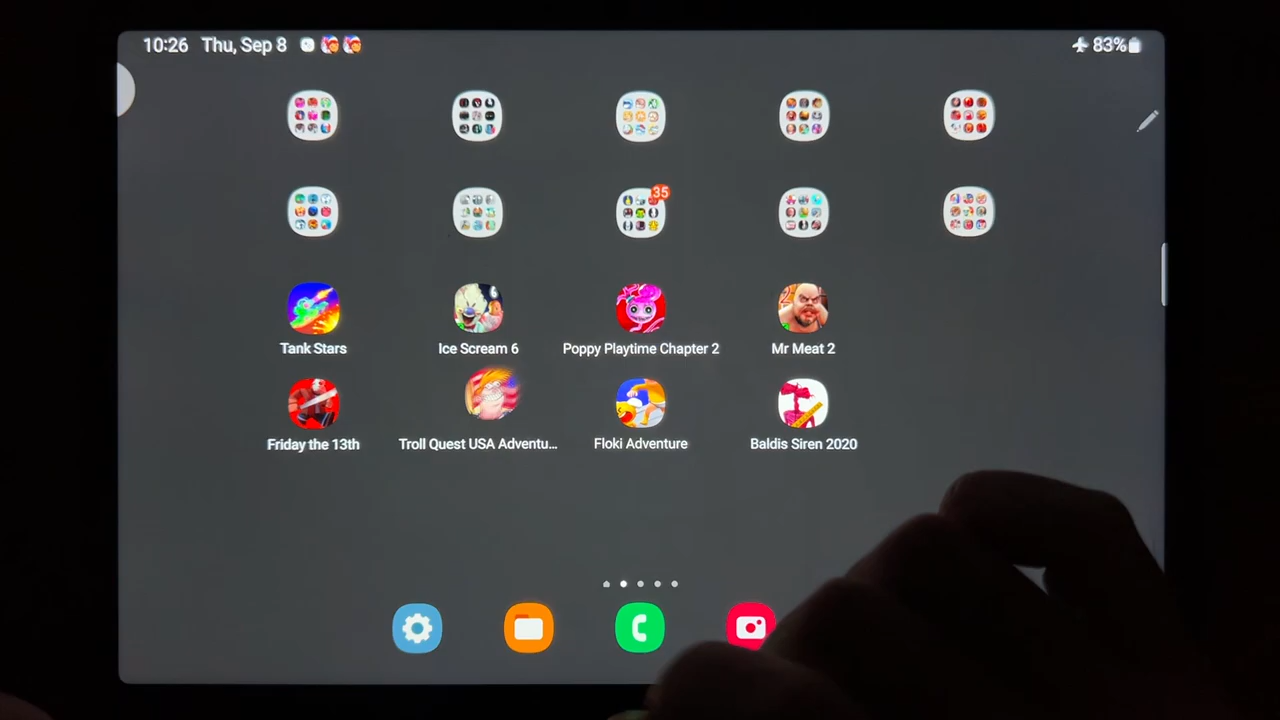 10:26 Thu, Sep 8 83%
35
Tank Stars Ice Scream 6 Poppy Playtime Chapter 2 Mr Meat 2
Friday the 13th Troll Quest USA Adventu... Floki Adventure Baldis Siren 2020